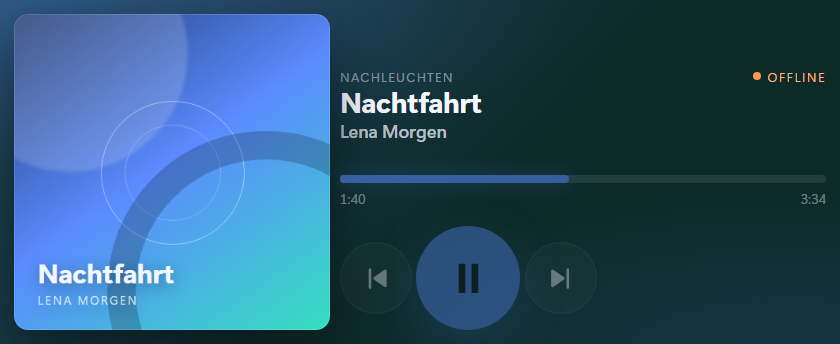 Nachtfahrt
LENA MORGEN
NACHLEUCHTEN
OFFLINE
Nachtfahrt
Lena Morgen
1:40
3:34